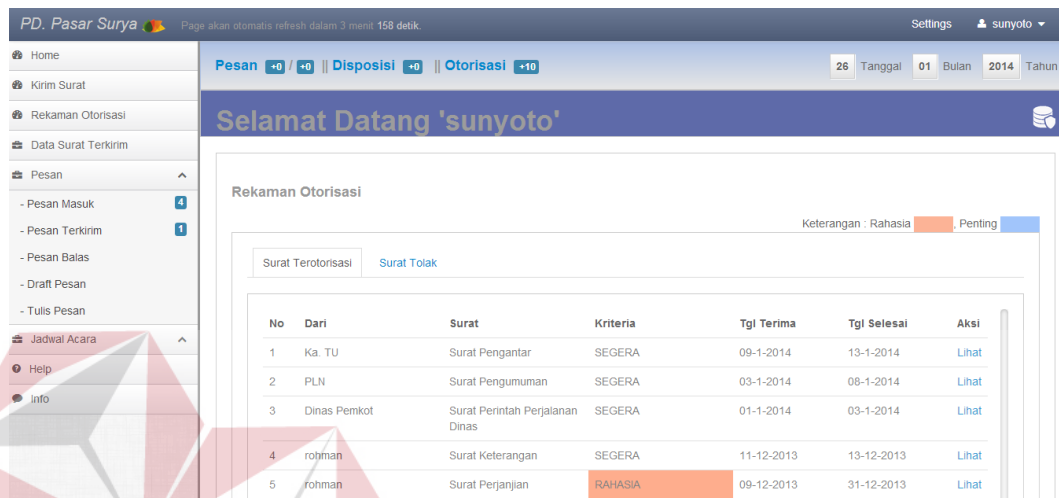 PD. Pasar Surya Page akan otomatis refresh dalam 3 menit 158 detik. Settings sunyoto
Home
Kirim Surat
Rekaman Otorisasi
Data Surat Terkirim
Pesan
- Pesan Masuk 4
- Pesan Terkirim 1
- Pesan Balas
- Draft Pesan
- Tulis Pesan
Jadwal Acara
Help
Info
Pesan +0 / +0 || Disposisi +0 || Otorisasi +10 26 Tanggal 01 Bulan 2014 Tahun
Selamat Datang 'sunyoto'
Rekaman Otorisasi
Keterangan : Rahasia , Penting
Surat Terotorisasi Surat Tolak
No Dari Surat Kriteria Tgl Terima Tgl Selesai Aksi
1 Ka. TU Surat Pengantar SEGERA 09-1-2014 13-1-2014 Lihat
2 PLN Surat Pengumuman SEGERA 03-1-2014 08-1-2014 Lihat
3 Dinas Pemkot Surat Perintah Perjalanan SEGERA 01-1-2014 03-1-2014 Lihat
Dinas
4 rohman Surat Keterangan SEGERA 11-12-2013 13-12-2013 Lihat
5 rohman Surat Perjanjian RAHASIA 09-12-2013 31-12-2013 Lihat